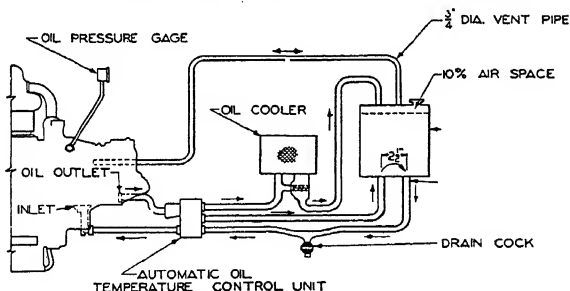 3/4" DIA. VENT PIPE
OIL PRESSURE GAGE
10% AIR SPACE
OIL COOLER
2 1/2"
OIL OUTLET
INLET
DRAIN COCK
AUTOMATIC OIL
TEMPERATURE CONTROL UNIT